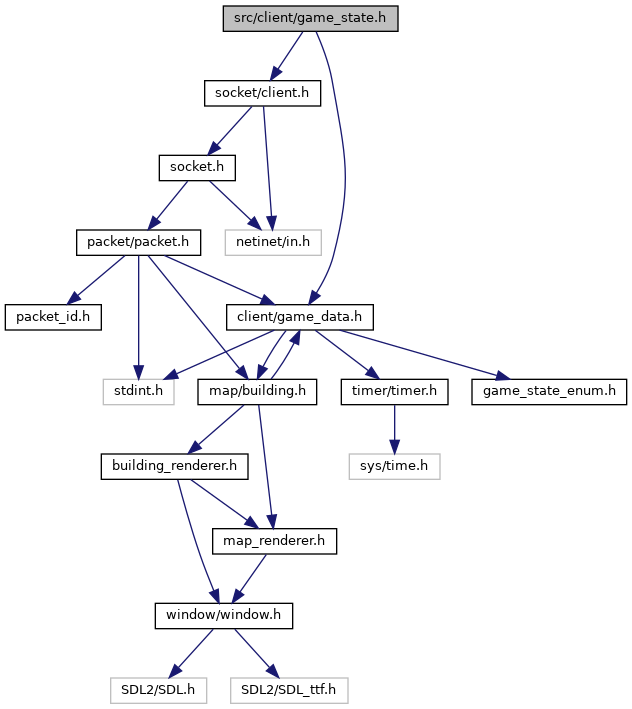 src/client/game_state.h
socket/client.h
socket.h
packet/packet.h
netinet/in.h
packet_id.h
client/game_data.h
stdint.h
map/building.h
timer/timer.h
game_state_enum.h
building_renderer.h
sys/time.h
map_renderer.h
window/window.h
SDL2/SDL.h
SDL2/SDL_ttf.h